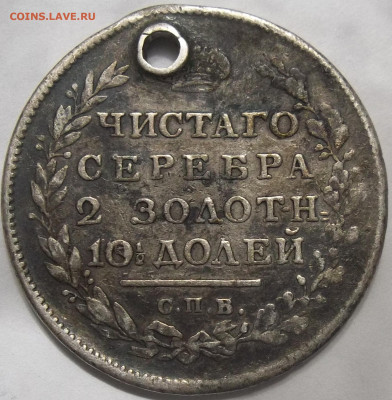 COINS.LAVE.RU
ЧИСТАГО
СЕРЕБРА
2 ЗОЛОТН.
10½ ДОЛЕЙ
С.П.Б.